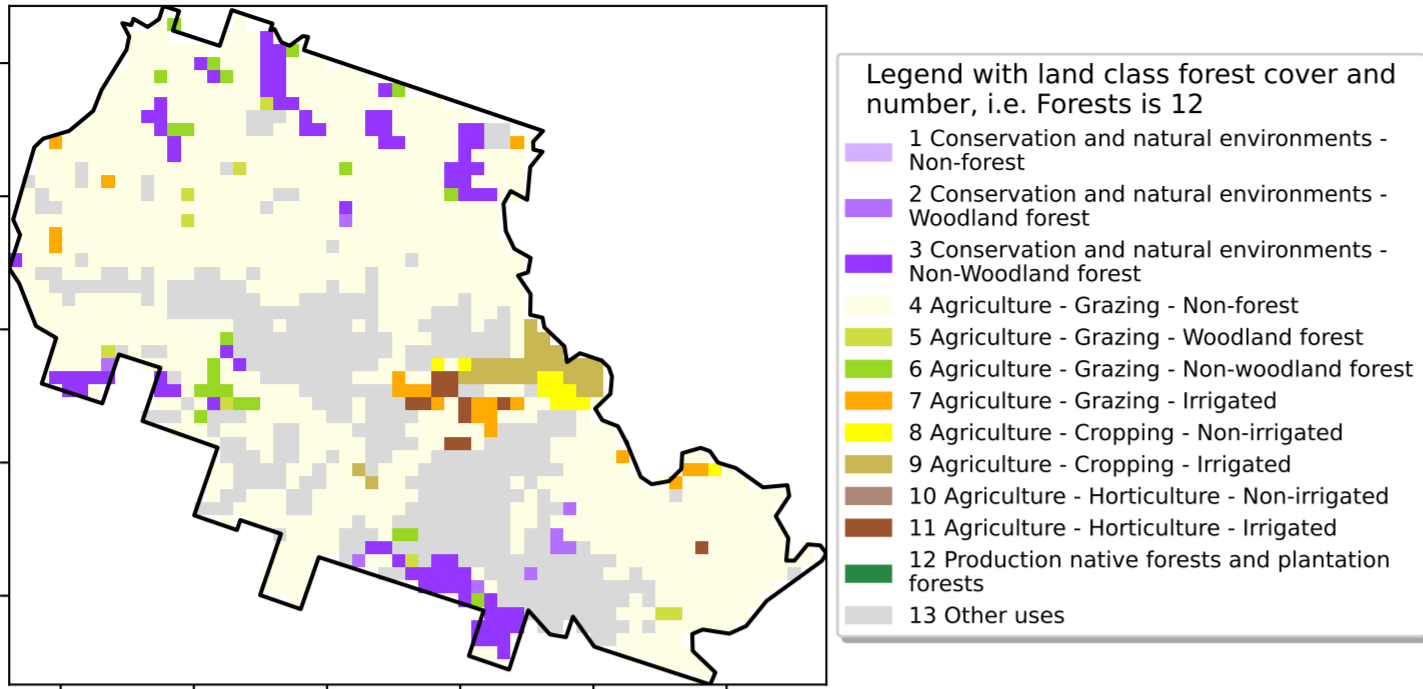 Legend with land class forest cover and
number, i.e. Forests is 12
1 Conservation and natural environments -
Non-forest
2 Conservation and natural environments -
Woodland forest
3 Conservation and natural environments -
Non-Woodland forest
4 Agriculture - Grazing - Non-forest
5 Agriculture - Grazing - Woodland forest
6 Agriculture - Grazing - Non-woodland forest
7 Agriculture - Grazing - Irrigated
8 Agriculture - Cropping - Non-irrigated
9 Agriculture - Cropping - Irrigated
10 Agriculture - Horticulture - Non-irrigated
11 Agriculture - Horticulture - Irrigated
12 Production native forests and plantation
forests
13 Other uses